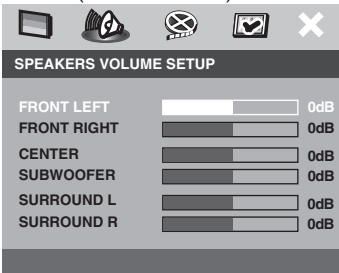 SPEAKERS VOLUME SETUP
FRONT LEFT 0dB
FRONT RIGHT 0dB
CENTER 0dB
SUBWOOFER 0dB
SURROUND L 0dB
SURROUND R 0dB